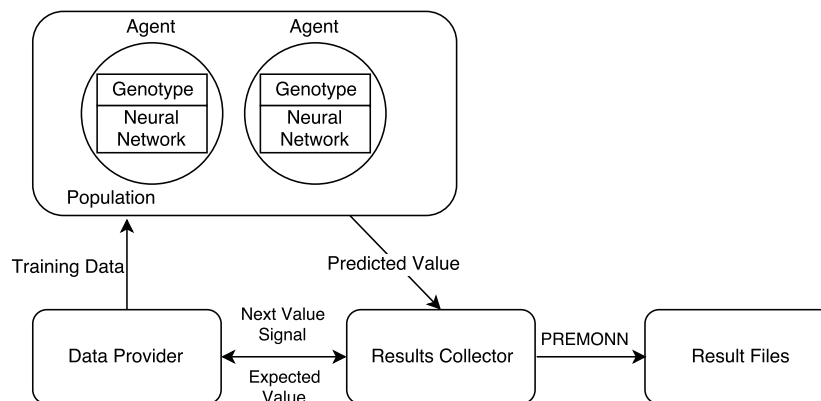 Agent
Agent
Genotype
Neural
Network
Genotype
Neural
Network
Population
Training Data
Predicted Value
Data Provider
Next Value
Signal
Expected
Value
Results Collector
PREMONN
Result Files